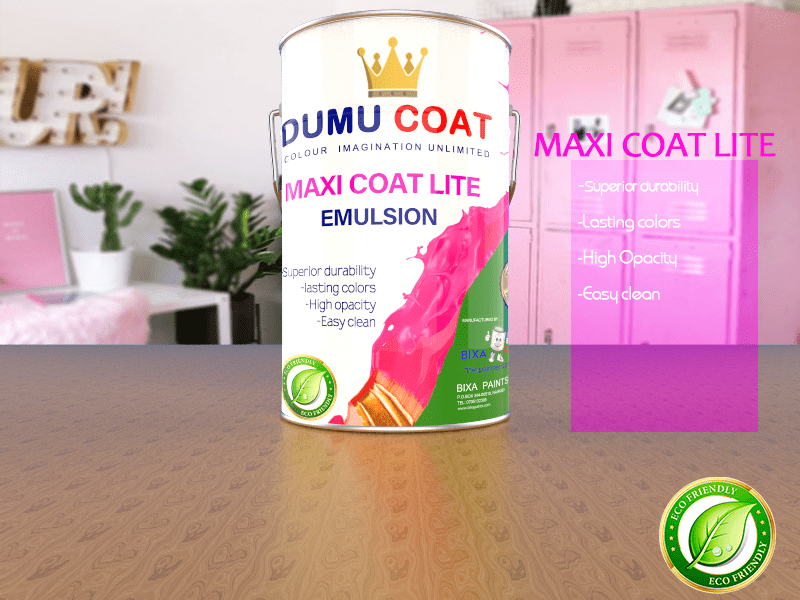 DUMU COAT
COLOUR IMAGINATION UNLIMITED
MAXI COAT LITE
EMULSION
Superior durability
-lasting colors
-High opacity
-Easy clean
MANUFACTURED BY
BIXA
BIXA PAINTS
ECO FRIENDLY
ECO FRIENDLY
MAXI COAT LITE
-Superior durability
-Lasting colors
-High Opacity
-Easy clean
ECO FRIENDLY
ECO FRIENDLY